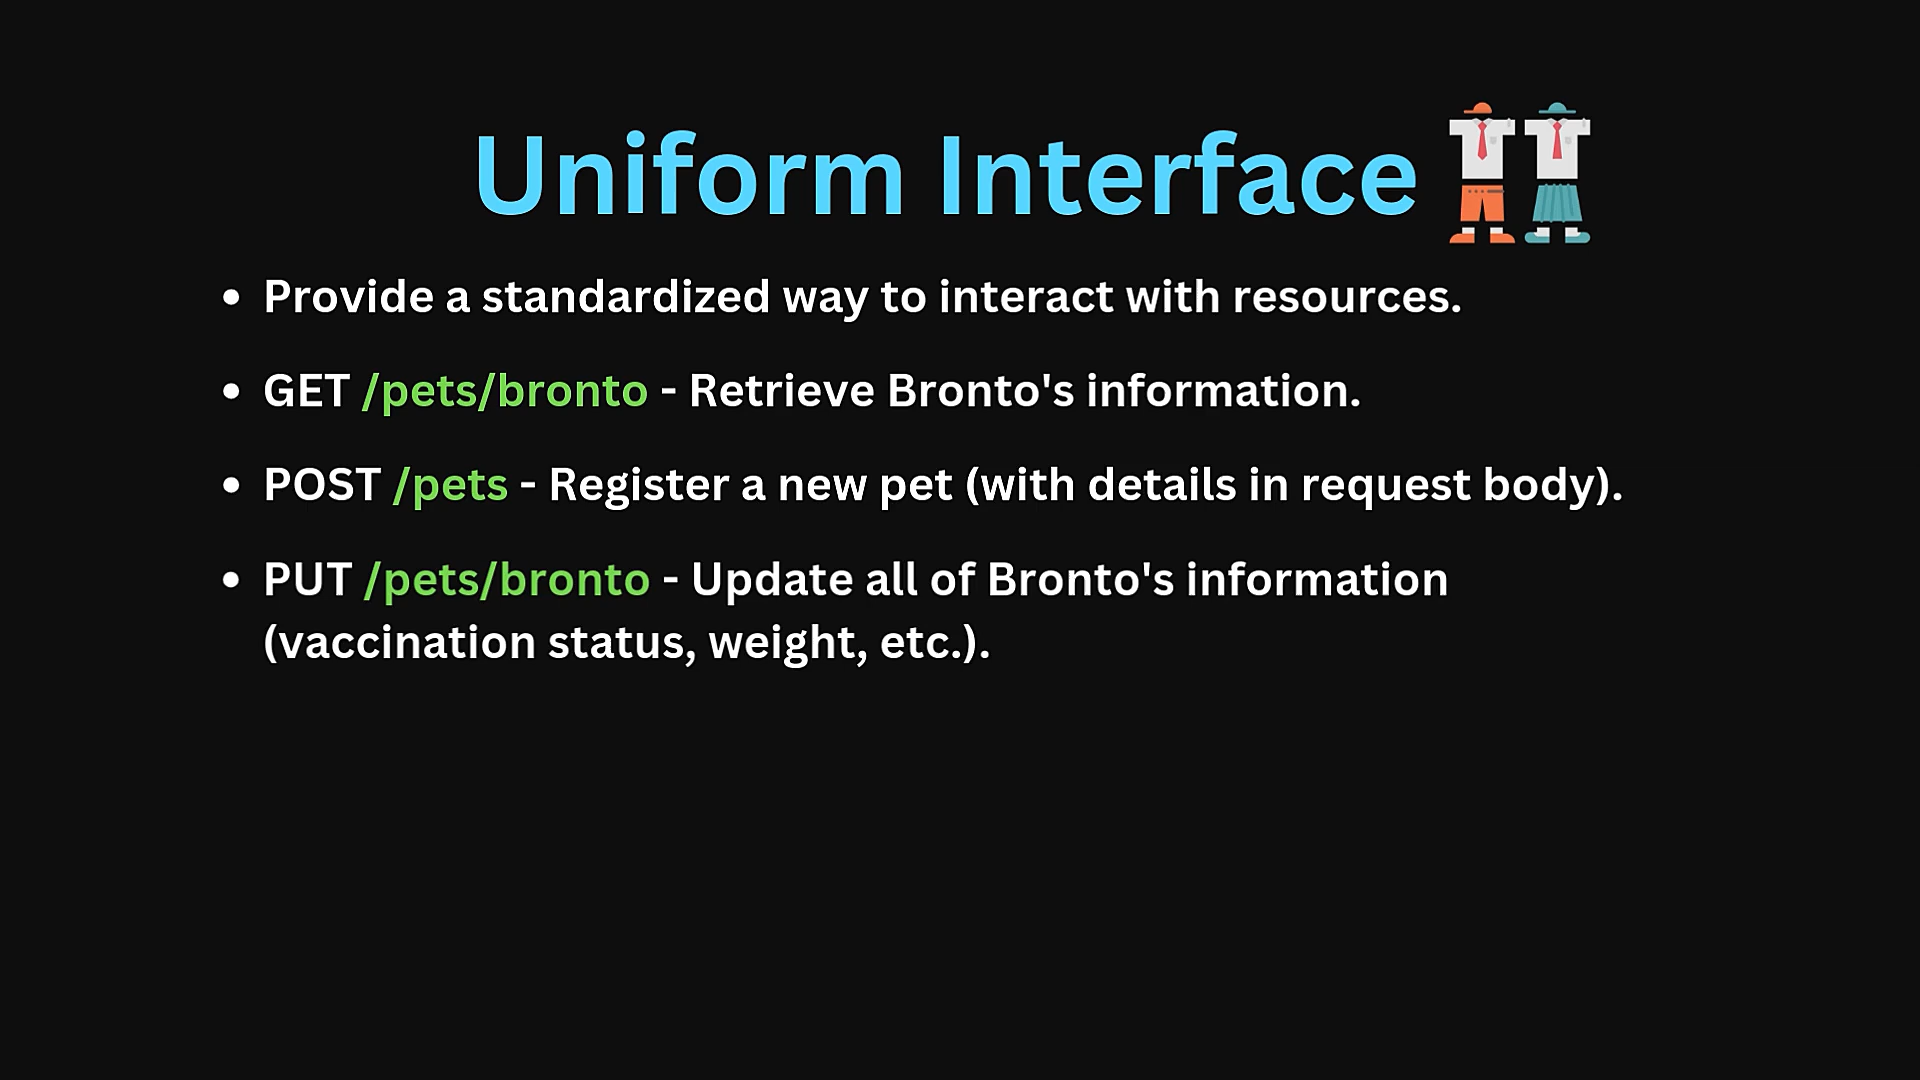 Uniform Interface
• Provide a standardized way to interact with resources.
• GET /pets/bronto - Retrieve Bronto's information.
• POST /pets - Register a new pet (with details in request body).
• PUT /pets/bronto - Update all of Bronto's information
(vaccination status, weight, etc.).